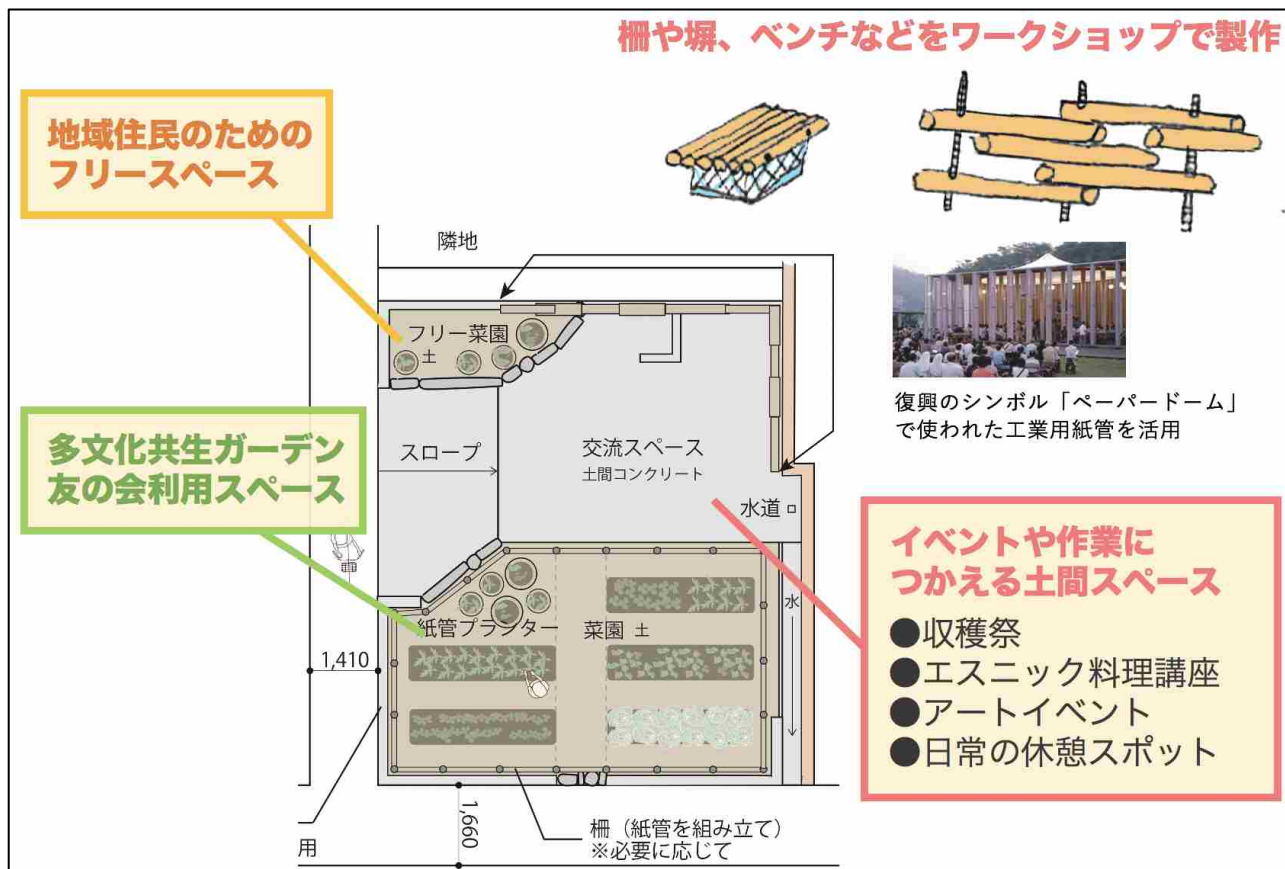 柵や塀、ベンチなどをワークショップで製作
地域住民のための
フリースペース
隣地
フリー菜園
土
復興のシンボル「ペーパードーム」
で使われた工業用紙管を活用
多文化共生ガーデン
友の会利用スペース
スロープ
交流スペース
土間コンクリート
水道
イベントや作業に
つかえる土間スペース
●収穫祭
●エスニック料理講座
●アートイベント
●日常の休憩スポット
水
紙管プランター
菜園 土
1,410
1,660
柵（紙管を組み立て）
※必要に応じて
用